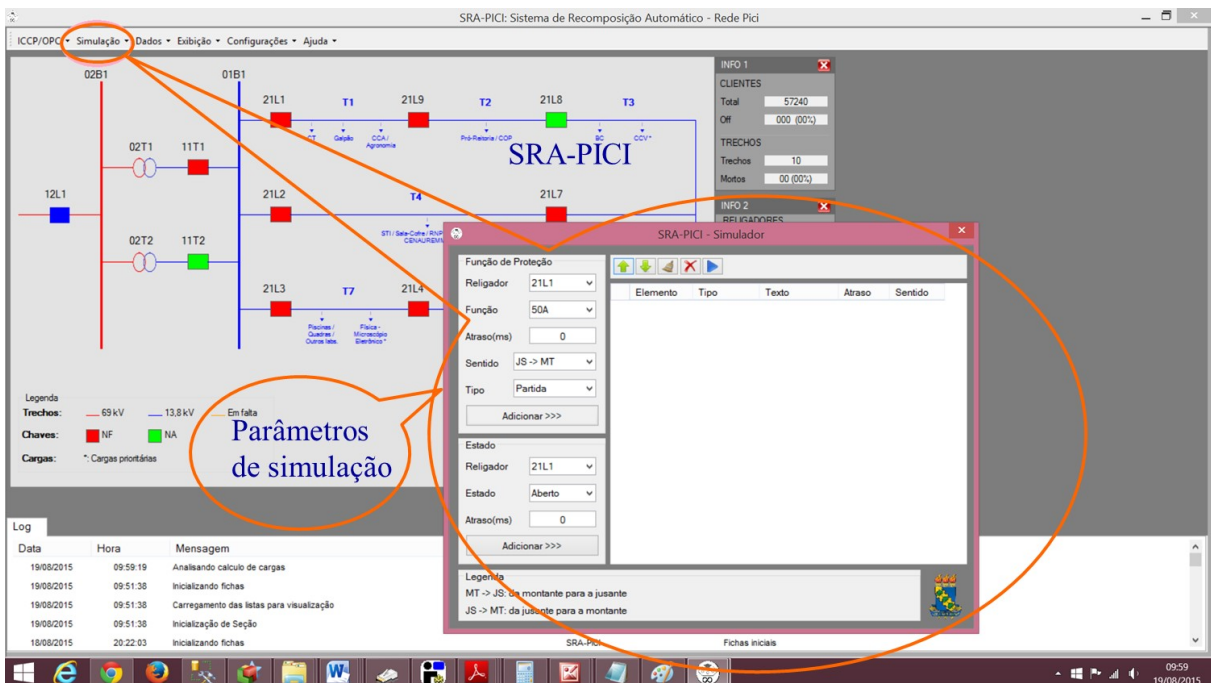 SRA-PICI: Sistema de Recomposição Automático - Rede Pici
ICCP/OPC Simulação Dados Exibição Configurações Ajuda
02B1
01B1
21L1
T1
21L9
T2
21L8
T3
CT
Galpão
CCA / Agronomia
Pró-Reitoria / COP
BC
CCV *
SRA-PICI
02T1
11T1
12L1
21L2
T4
21L7
STI / Sala-Cofre / RNP
CENAUREMN
02T2
11T2
21L3
T7
21L4
Piscinas /
Quadras /
Outros labs.
Física -
Microscópio
Eletrônico *
Legenda
Trechos: 69 kV 13,8 kV Em falta
Chaves: NF NA
Cargas: *: Cargas prioritárias
Parâmetros
de simulação
INFO 1
CLIENTES
Total 57240
Off 000 (00%)
TRECHOS
Trechos 10
Mortos 00 (00%)
INFO 2
RELIGADORES
SRA-PICI - Simulador
Função de Proteção
Religador 21L1
Função 50A
Atraso(ms) 0
Sentido JS -> MT
Tipo Partida
Adicionar >>>
Elemento Tipo Texto Atraso Sentido
Estado
Religador 21L1
Estado Aberto
Atraso(ms) 0
Adicionar >>>
Legenda
MT -> JS: da montante para a jusante
JS -> MT: da jusante para a montante
Log
Data Hora Mensagem
19/08/2015 09:59:19 Analisando calculo de cargas
19/08/2015 09:51:38 Inicializando fichas
19/08/2015 09:51:38 Carregamento das listas para visualização
19/08/2015 09:51:38 Inicialização de Seção
18/08/2015 20:22:03 Inicializando fichas SRA-PICI Fichas iniciais
09:59
19/08/2015